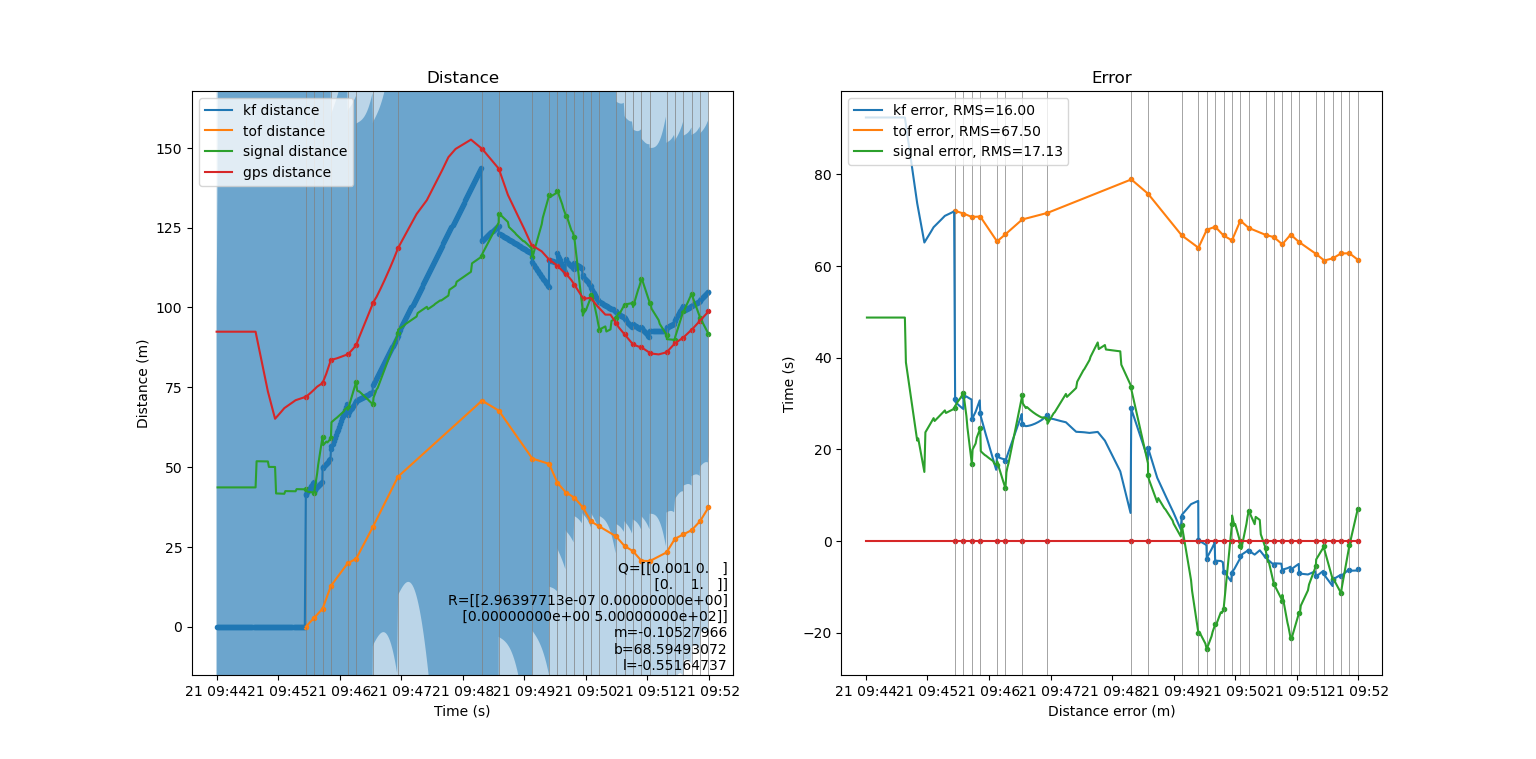 Distance
kf distance
tof distance
signal distance
gps distance
150
125
100
75
50
25
0
Distance (m)
Q=[[0.001 0. ]
[0. 1. ]]
R=[[2.96397713e-07 0.00000000e+00]
[0.00000000e+00 5.00000000e+02]]
m=-0.10527966
b=68.59493072
l=-0.55164737
21 09:44 21 09:45 21 09:46 21 09:47 21 09:48 21 09:49 21 09:50 21 09:51 21 09:52
Time (s)
Error
kf error, RMS=16.00
tof error, RMS=67.50
signal error, RMS=17.13
80
60
40
20
0
−20
Time (s)
21 09:44 21 09:45 21 09:46 21 09:47 21 09:48 21 09:49 21 09:50 21 09:51 21 09:52
Distance error (m)